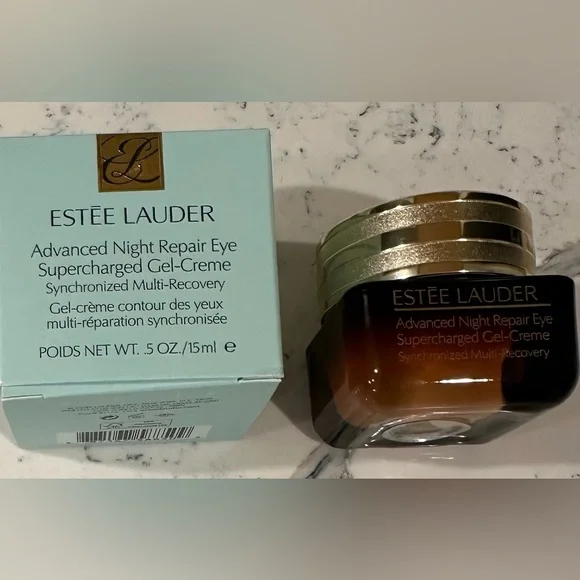 ESTĒE LAUDER
Advanced Night Repair Eye
Supercharged Gel-Creme
Synchronized Multi-Recovery
Gel-crème contour des yeux
multi-réparation synchronisée
POIDS NET WT. .5 OZ./15ml e
ESTĒE LAUDER
Advanced Night Repair Eye
Supercharged Gel-Creme
Synchronized Multi-Recovery